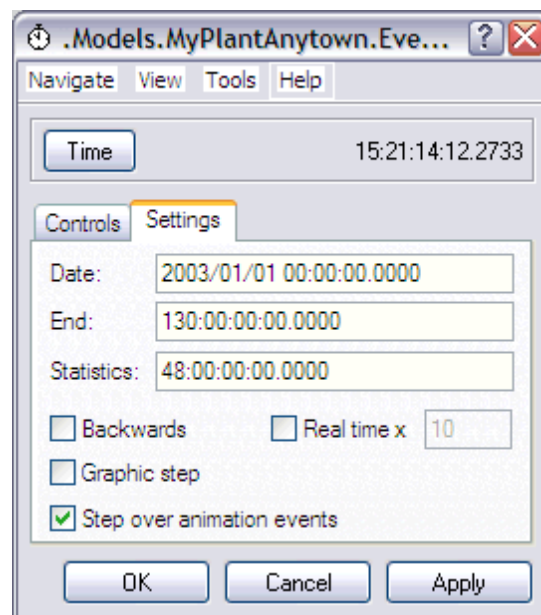 .Models.MyPlantAnytown.Eve...
Navigate View Tools Help
Time 15:21:14:12.2733
Controls Settings
Date: 2003/01/01 00:00:00.0000
End: 130:00:00:00.0000
Statistics: 48:00:00:00.0000
Backwards Real time x 10
Graphic step
Step over animation events
OK Cancel Apply